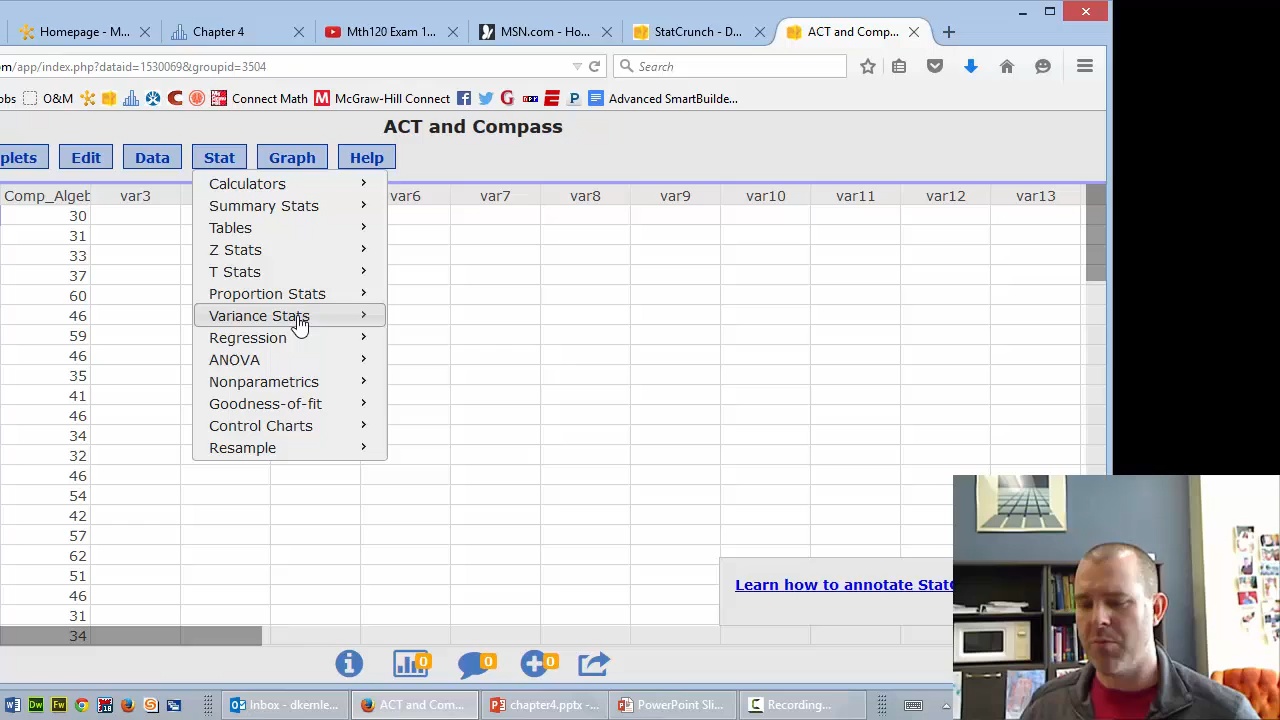 Homepage - M...
Chapter 4
Mth120 Exam 1...
MSN.com - Ho...
StatCrunch - D...
ACT and Comp...
om/app/index.php?dataid=1530069&groupid=3504
Search
obs
O&M
Connect Math
McGraw-Hill Connect
Advanced SmartBuilde...
ACT and Compass
plets
Edit
Data
Stat
Graph
Help
Comp_Algeb
var3
var6
var7
var8
var9
var10
var11
var12
var13
Calculators
Summary Stats
Tables
Z Stats
T Stats
Proportion Stats
Variance Stats
Regression
ANOVA
Nonparametrics
Goodness-of-fit
Control Charts
Resample
30
31
33
37
60
46
59
46
35
41
46
34
32
46
54
42
57
62
51
46
31
34
Learn how to annotate Stat
0
0
0
Inbox - dkemle...
ACT and Com...
chapter4.pptx -...
PowerPoint Sli...
Recording...